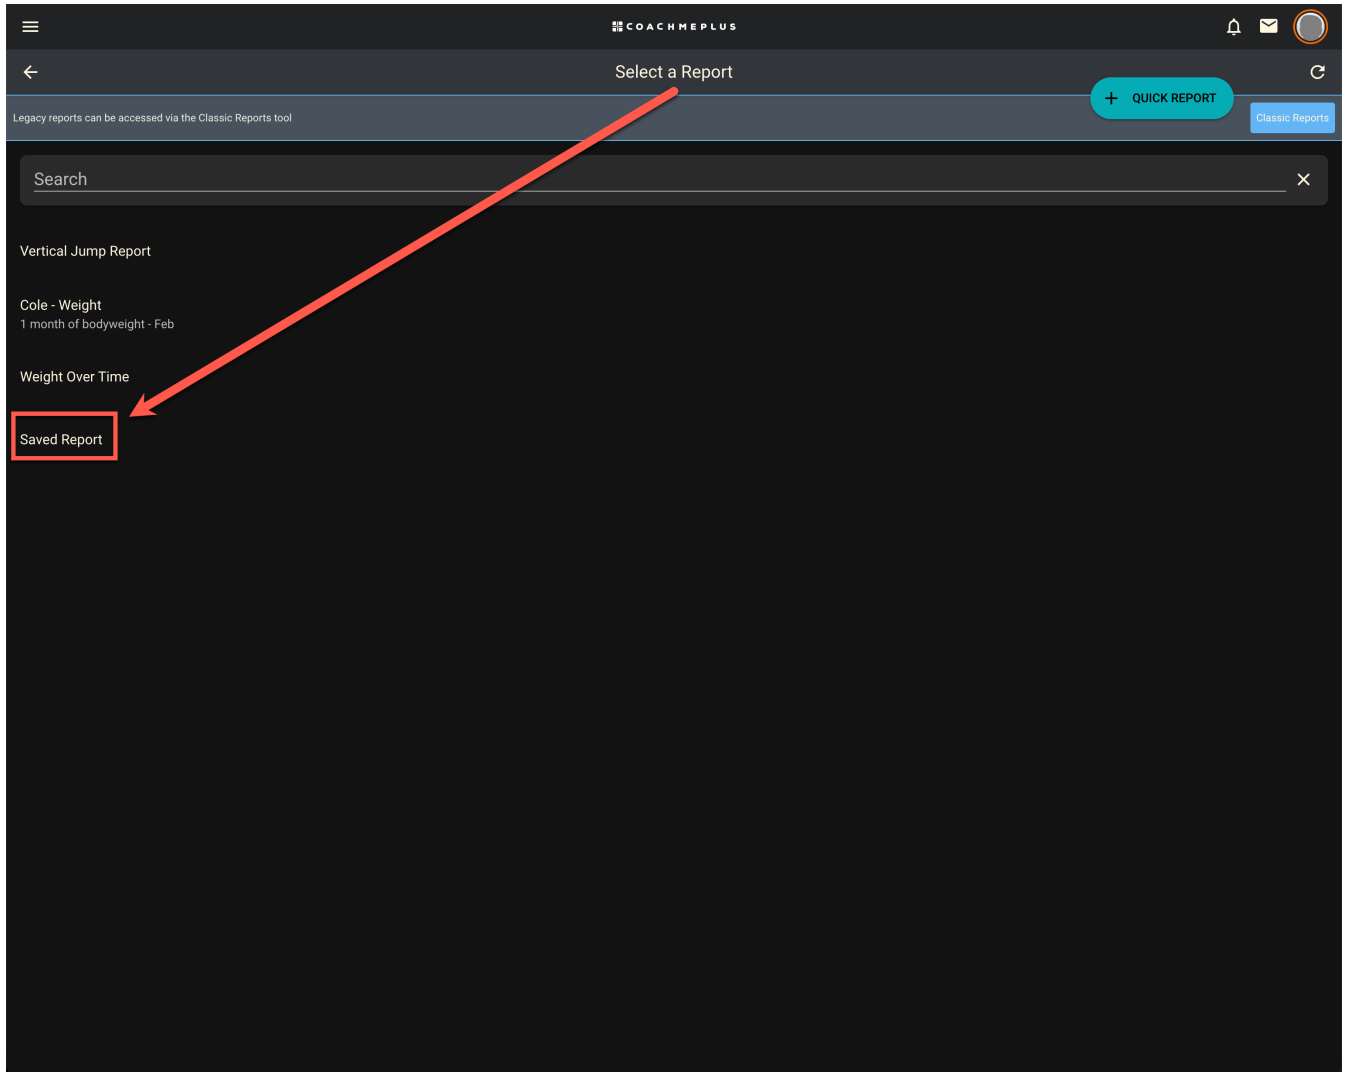 COACHMEPLUS
Select a Report
QUICK REPORT
Legacy reports can be accessed via the Classic Reports tool
Classic Reports
Search
Vertical Jump Report
Cole - Weight
1 month of bodyweight - Feb
Weight Over Time
Saved Report